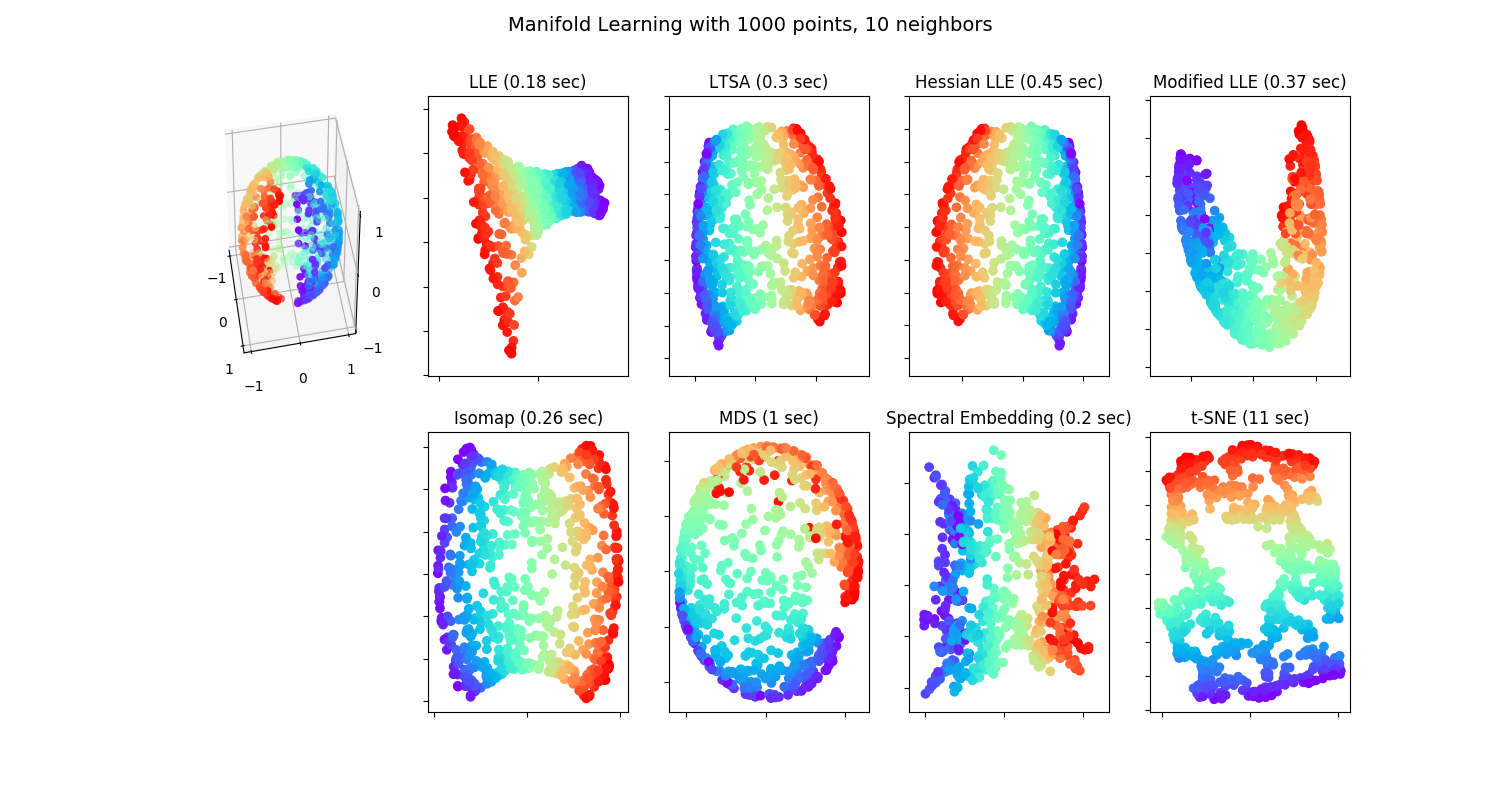 Manifold Learning with 1000 points, 10 neighbors
LLE (0.18 sec)
LTSA (0.3 sec)
Hessian LLE (0.45 sec)
Modified LLE (0.37 sec)
1
0
−1
−1
0
1
−1
0
1
Isomap (0.26 sec)
MDS (1 sec)
Spectral Embedding (0.2 sec)
t-SNE (11 sec)